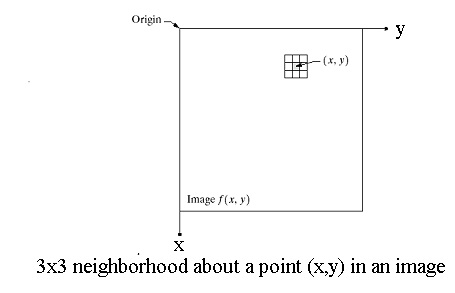 Origin
y
(x, y)
Image f(x, y)
x
3x3 neighborhood about a point (x,y) in an image